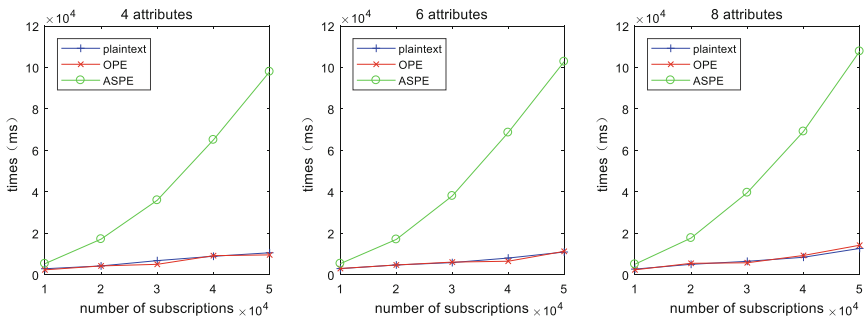 ×10⁴
4 attributes
12
10
8
6
4
2
0
times（ms）
plaintext
OPE
ASPE
1 2 3 4 5
number of subscriptions ×10⁴
×10⁴
6 attributes
12
10
8
6
4
2
0
times（ms）
plaintext
OPE
ASPE
1 2 3 4 5
number of subscriptions ×10⁴
×10⁴
8 attributes
12
10
8
6
4
2
0
times（ms）
plaintext
OPE
ASPE
1 2 3 4 5
number of subscriptions ×10⁴